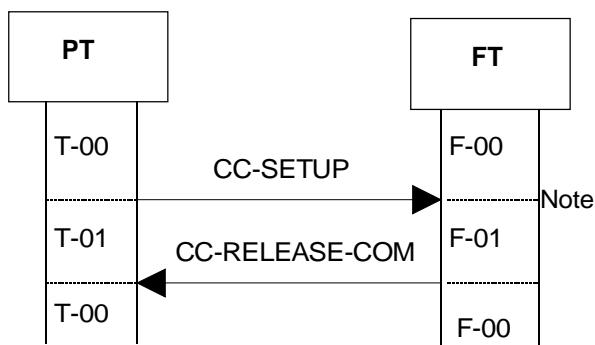 PT
FT
T-00
F-00
CC-SETUP
Note
T-01
F-01
CC-RELEASE-COM
T-00
F-00